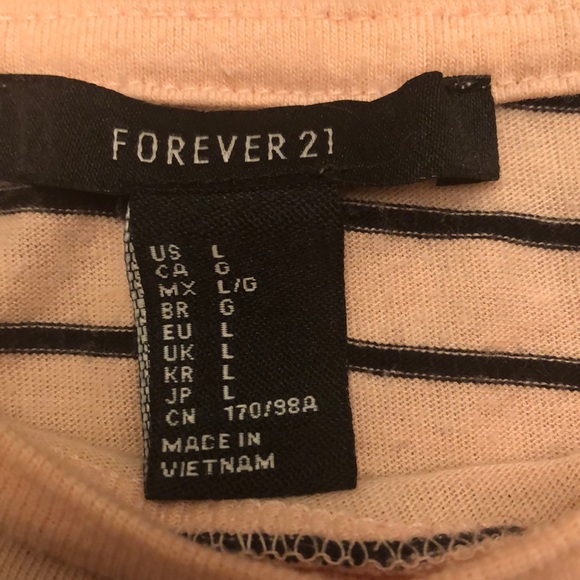 FOREVER 21
US L
CA G
MX L/G
BR G
EU L
UK L
KR L
JP L
CN 170/98A
MADE IN
VIETNAM